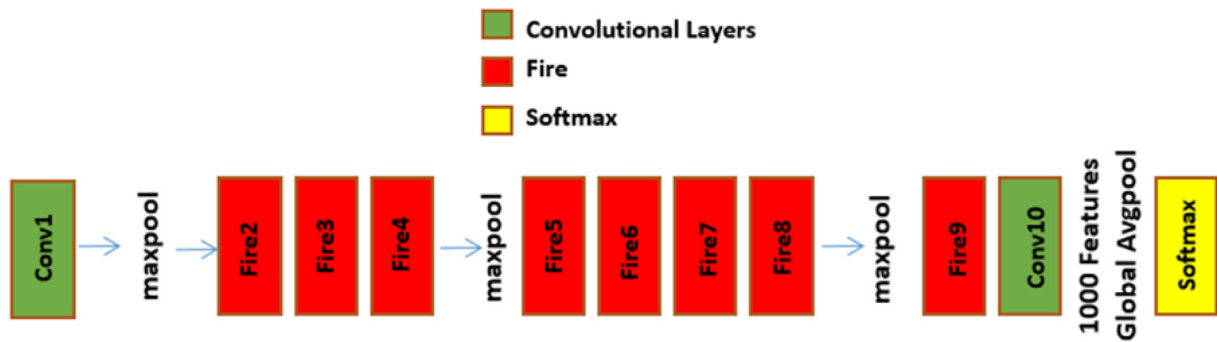 Convolutional Layers
Fire
Softmax
Conv1
maxpool
Fire2
Fire3
Fire4
maxpool
Fire5
Fire6
Fire7
Fire8
maxpool
Fire9
Conv10
1000 Features
Global Avgpool
Softmax